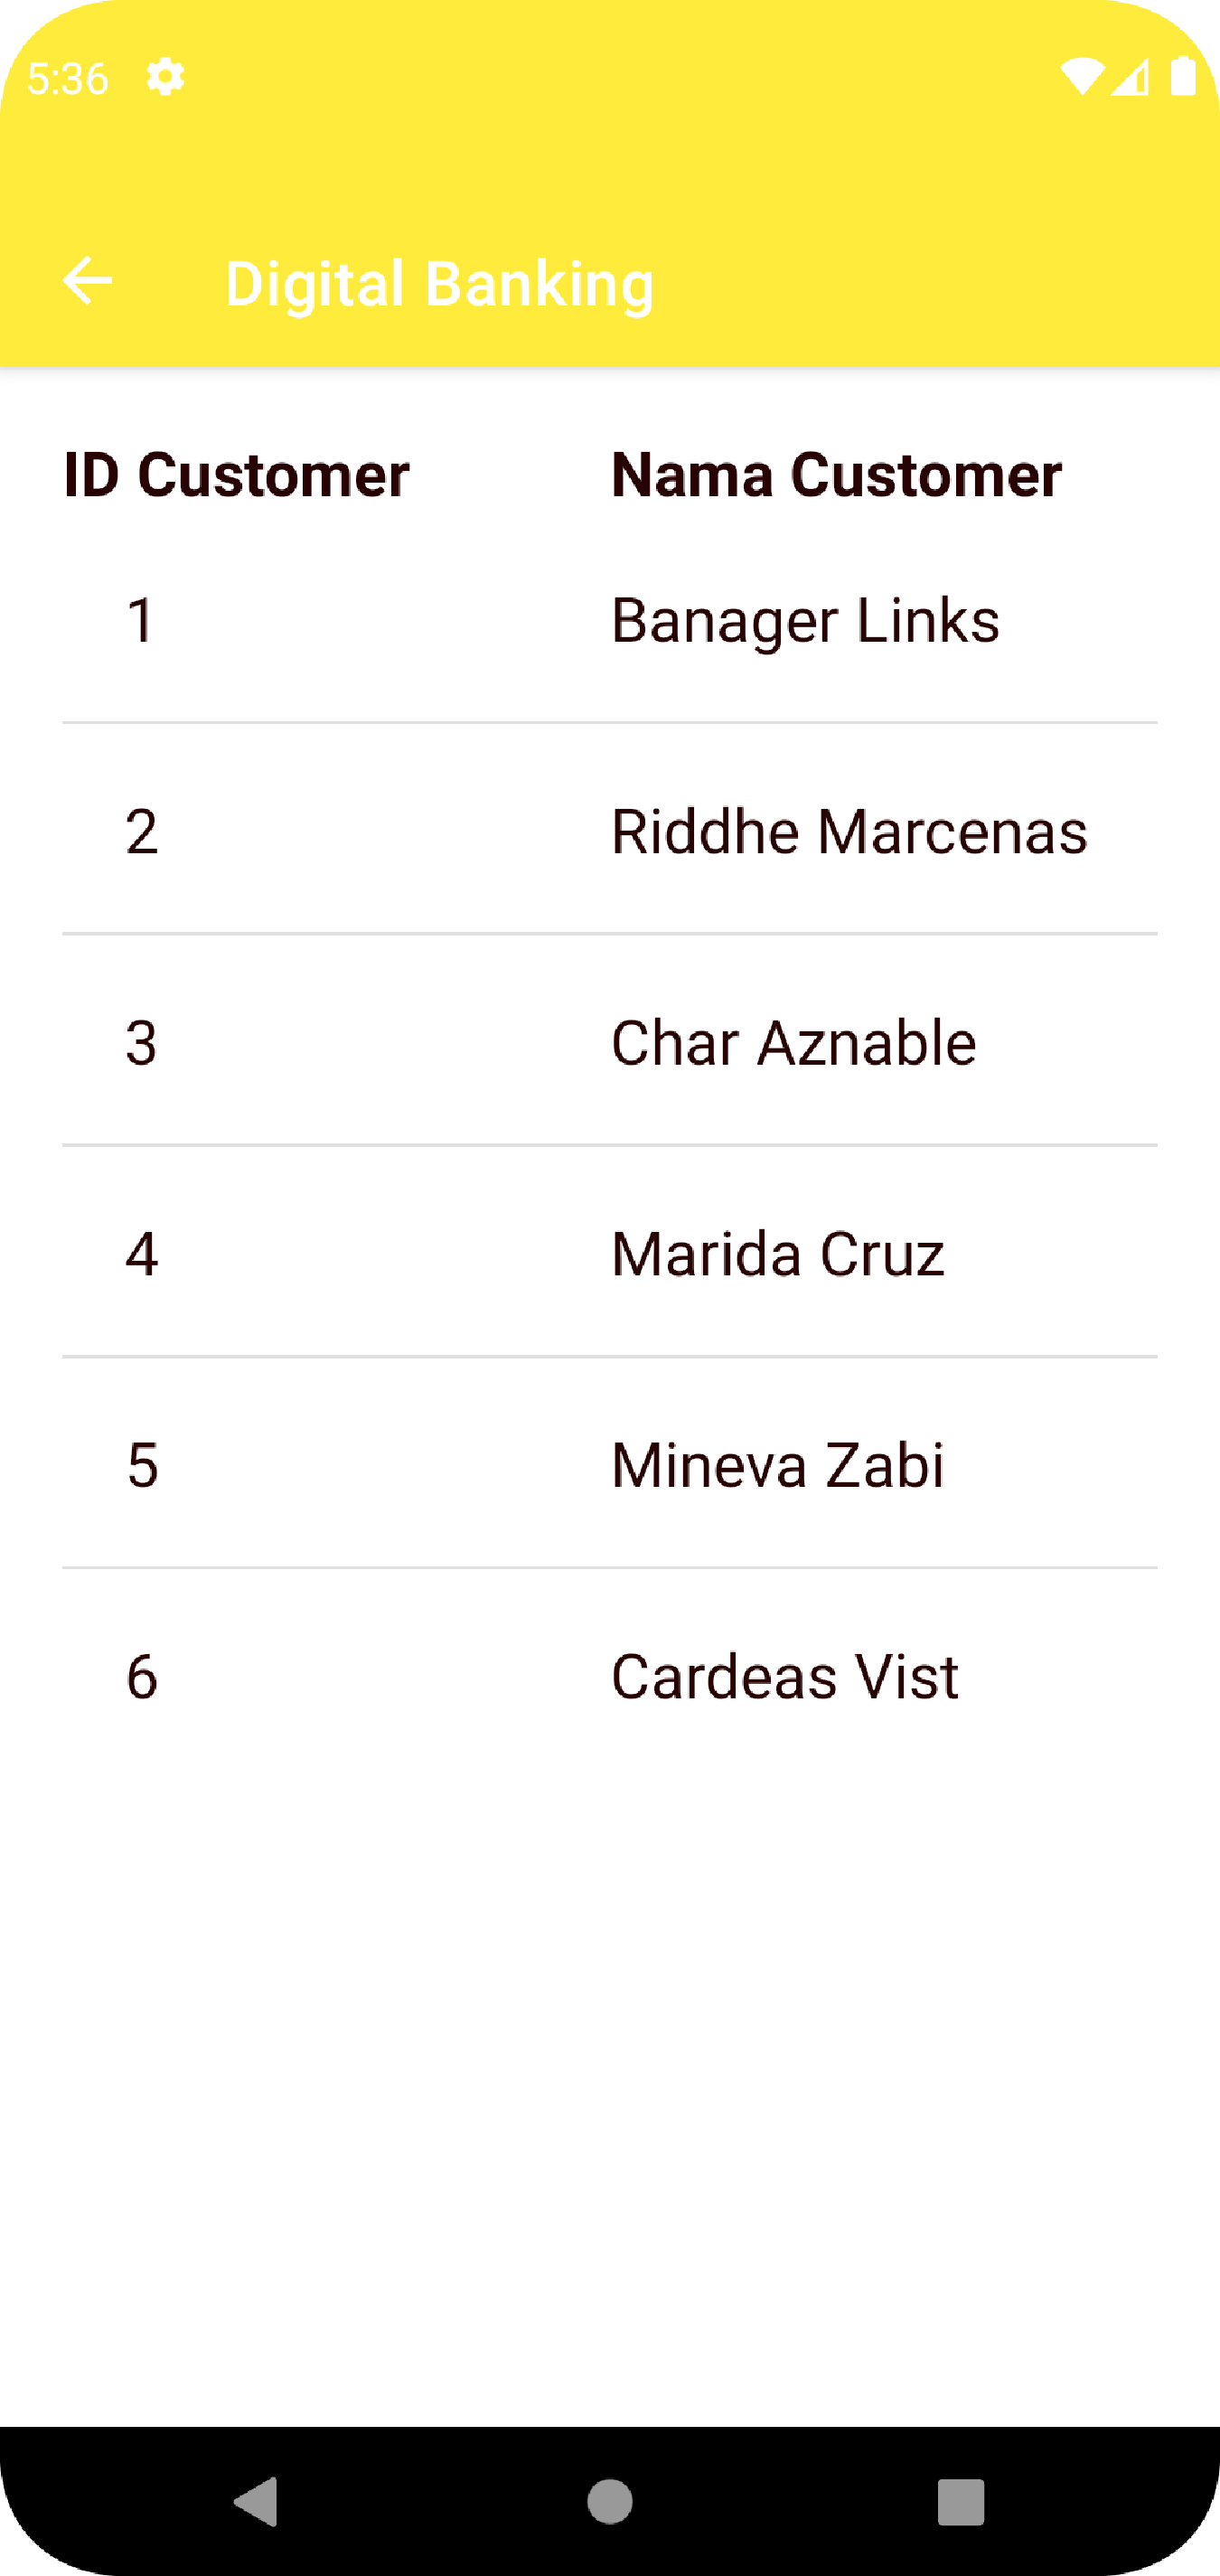 5:36
Digital Banking
ID Customer Nama Customer
1 Banager Links
2 Riddhe Marcenas
3 Char Aznable
4 Marida Cruz
5 Mineva Zabi
6 Cardeas Vist